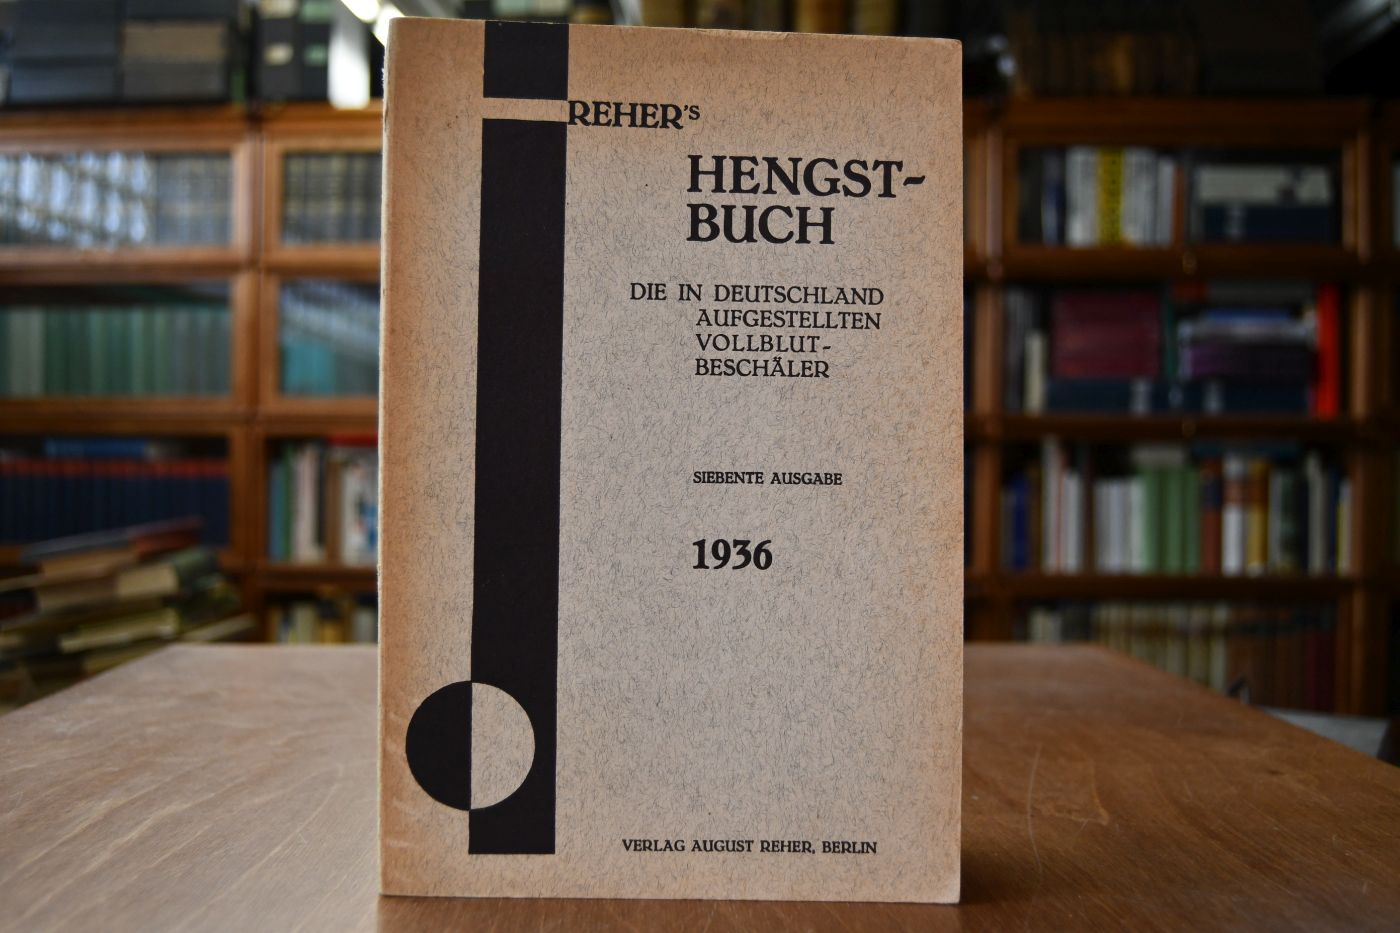 REHER'S
HENGST-
BUCH
DIE IN DEUTSCHLAND
AUFGESTELLTEN
VOLLBLUT-
BESCHÄLER
SIEBENTE AUSGABE
1936
VERLAG AUGUST REHER, BERLIN